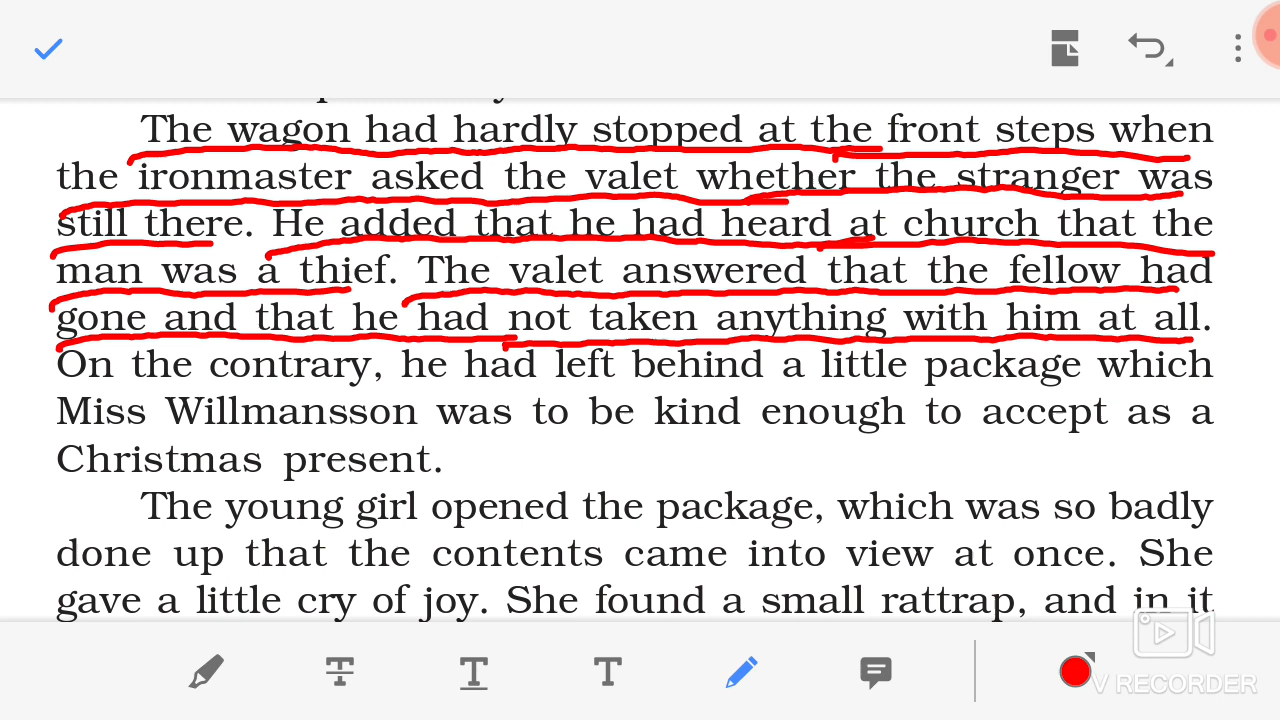 The wagon had hardly stopped at the front steps when
the ironmaster asked the valet whether the stranger was
still there. He added that he had heard at church that the
man was a thief. The valet answered that the fellow had
gone and that he had not taken anything with him at all.
On the contrary, he had left behind a little package which
Miss Willmansson was to be kind enough to accept as a
Christmas present.
The young girl opened the package, which was so badly
done up that the contents came into view at once. She
gave a little cry of joy. She found a small rattrap, and in it
T T T
V RECORDER